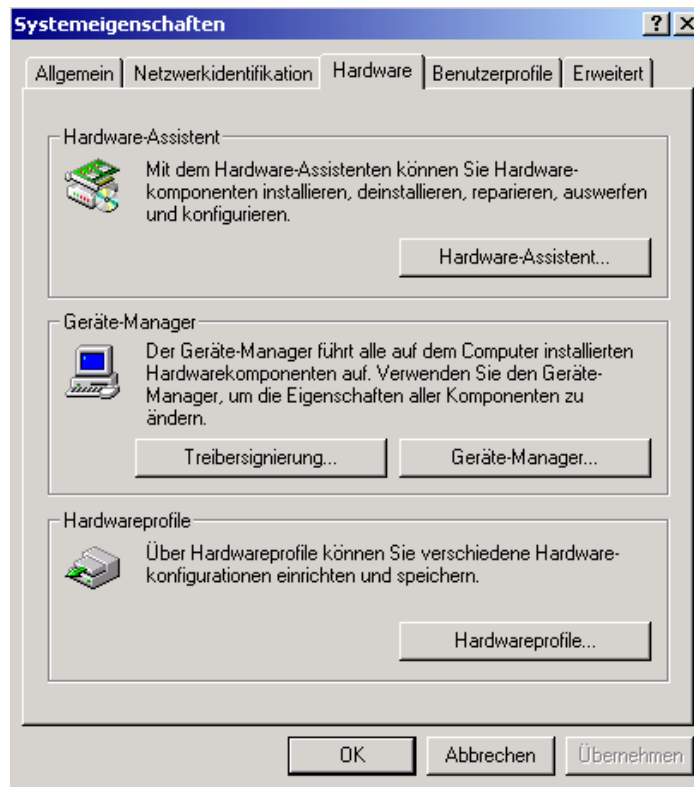 Systemeigenschaften
Allgemein Netzwerkidentifikation Hardware Benutzerprofile Erweitert
Hardware-Assistent
Mit dem Hardware-Assistenten können Sie Hardware-
komponenten installieren, deinstallieren, reparieren, auswerfen
und konfigurieren.
Hardware-Assistent...
Geräte-Manager
Der Geräte-Manager führt alle auf dem Computer installierten
Hardwarekomponenten auf. Verwenden Sie den Geräte-
Manager, um die Eigenschaften aller Komponenten zu
ändern.
Treibersignierung... Geräte-Manager...
Hardwareprofile
Über Hardwareprofile können Sie verschiedene Hardware-
konfigurationen einrichten und speichern.
Hardwareprofile...
OK Abbrechen Übernehmen